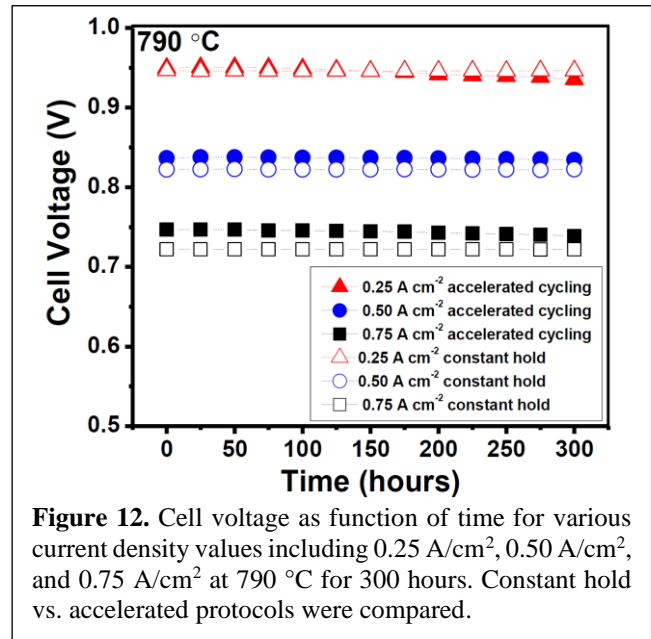 790 °C
1.0
0.9
0.8
0.7
0.6
0.5
Cell Voltage (V)
0.25 A cm⁻² accelerated cycling
0.50 A cm⁻² accelerated cycling
0.75 A cm⁻² accelerated cycling
0.25 A cm⁻² constant hold
0.50 A cm⁻² constant hold
0.75 A cm⁻² constant hold
0 50 100 150 200 250 300
Time (hours)
Figure 12. Cell voltage as function of time for various
current density values including 0.25 A/cm², 0.50 A/cm²,
and 0.75 A/cm² at 790 °C for 300 hours. Constant hold
vs. accelerated protocols were compared.